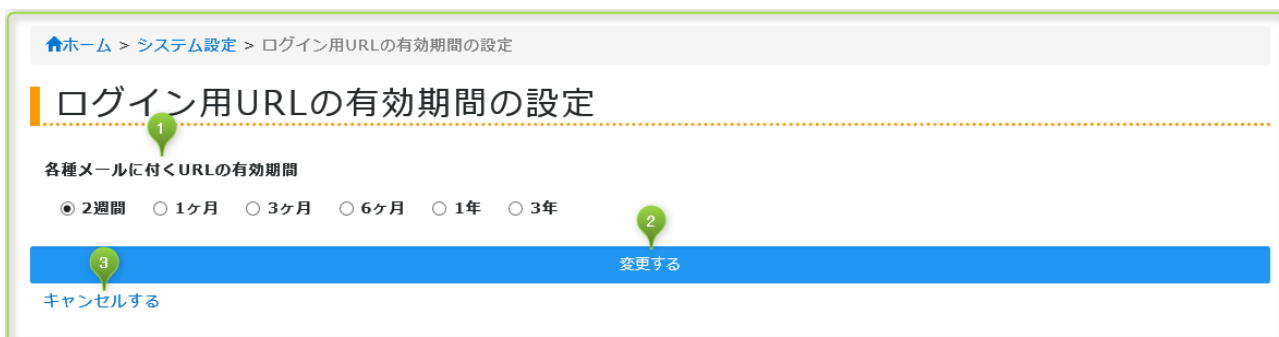 ホーム > システム設定 > ログイン用URLの有効期間の設定
ログイン用URLの有効期間の設定
1
各種メールに付くURLの有効期間
2週間 1ヶ月 3ヶ月 6ヶ月 1年 3年
2
変更する
3
キャンセルする